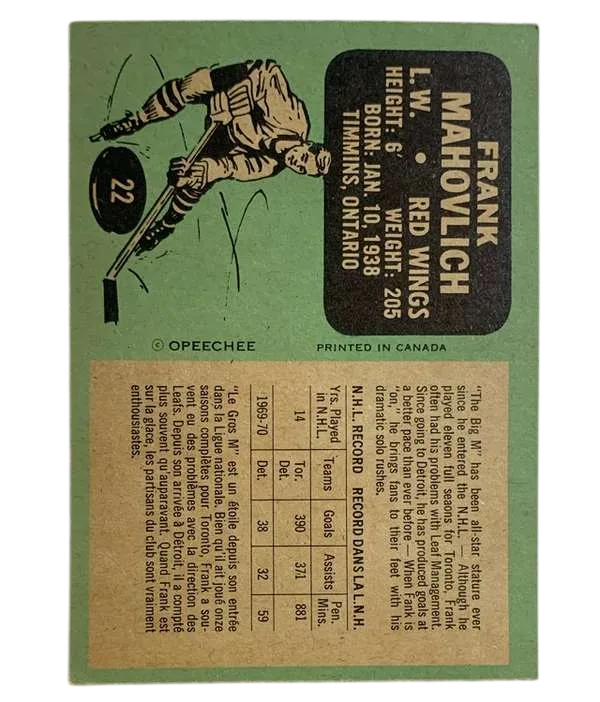 FRANK
MAHOVLICH
L.W. • RED WINGS
HEIGHT: 6' WEIGHT: 205
BORN: JAN. 10, 1938
TIMMINS, ONTARIO
22
© OPEECHEE
PRINTED IN CANADA
"The Big M" has been all-star stature ever
since he entered the N.H.L. — Although he
played eleven full seaons for Toronto, Frank
often had his problems with Leaf Management.
Since going to Detroit, he has produced goals at
a better pace than ever before — When Fank is
"on," he brings fans to their feet with his
dramatic solo rushes.
N.H.L. RECORD RECORD DANS LA L.N.H.
Yrs. Played in N.H.L. Teams Goals Assists Pen. Mins.
14 Tor. Det. 390 371 881
1969-70 Det. 38 32 59
"Le Gros M" est un étoile depuis son entrée
dans la Ligue nationale. Bien qu'il ait joué onze
saisons complètes pour Toronto, Frank a sou-
vent eu des problèmes avec la direction des
Leafs. Depuis son arrivée à Détroit, il a compté
plus souvent qu'auparavant. Quand Frank est
sur la glace, les partisans du club sont vraiment
enthousiastes.